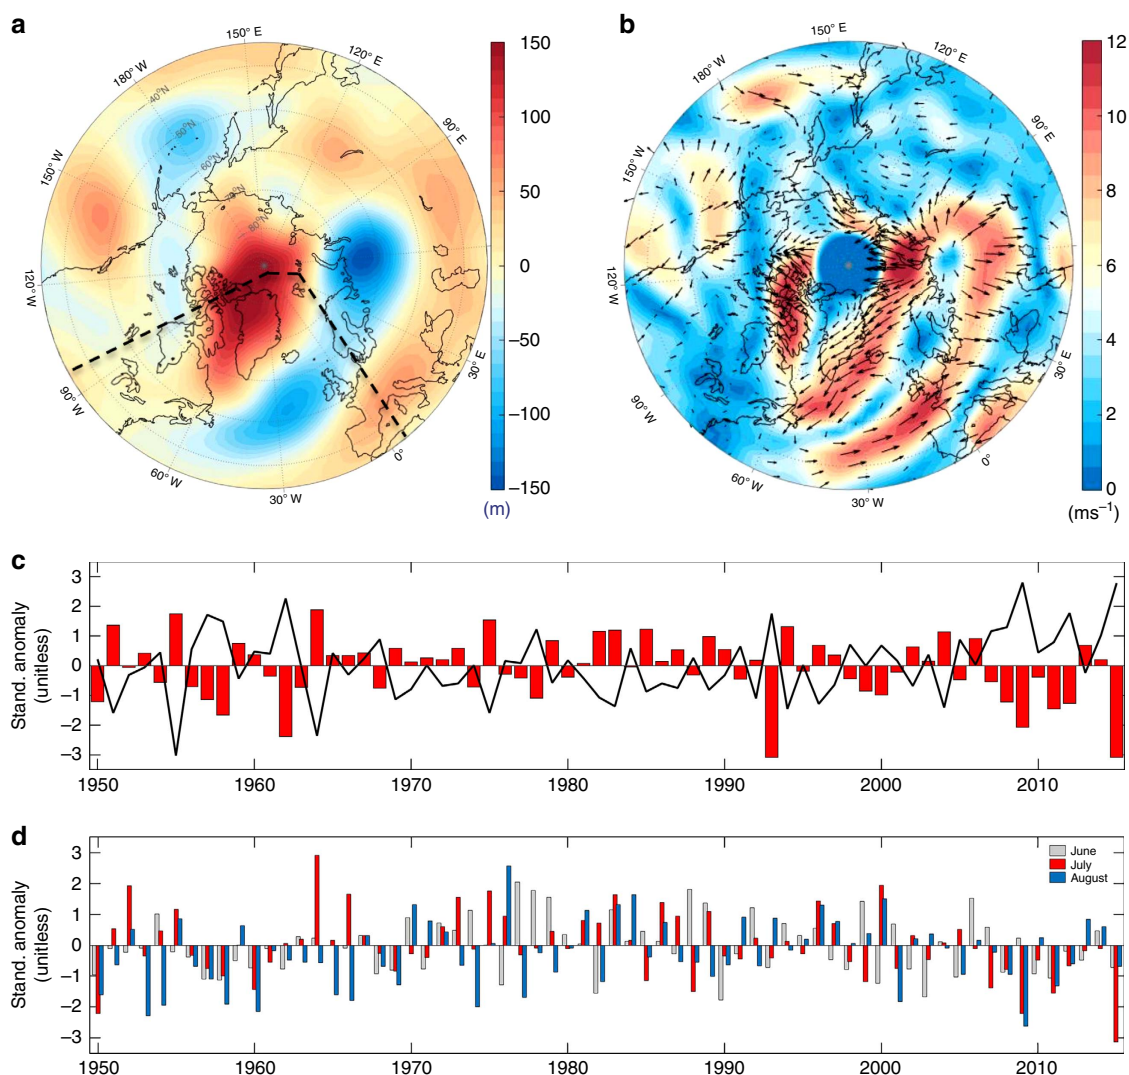 a
b
150° E
120° E
90° E
30° E
0°
30° W
60° W
90° W
120° W
150° W
180° W
40°N
60°N
80°N
150
100
50
0
−50
−100
−150
(m)
150° E
120° E
90° E
30° E
0°
30° W
60° W
90° W
120° W
150° W
180° W
12
10
8
6
4
2
0
(ms⁻¹)
c
Stand. anomaly
(unitless)
3
2
1
0
−1
−2
−3
1950 1960 1970 1980 1990 2000 2010
d
Stand. anomaly
(unitless)
3
2
1
0
−1
−2
−3
June
July
August
1950 1960 1970 1980 1990 2000 2010